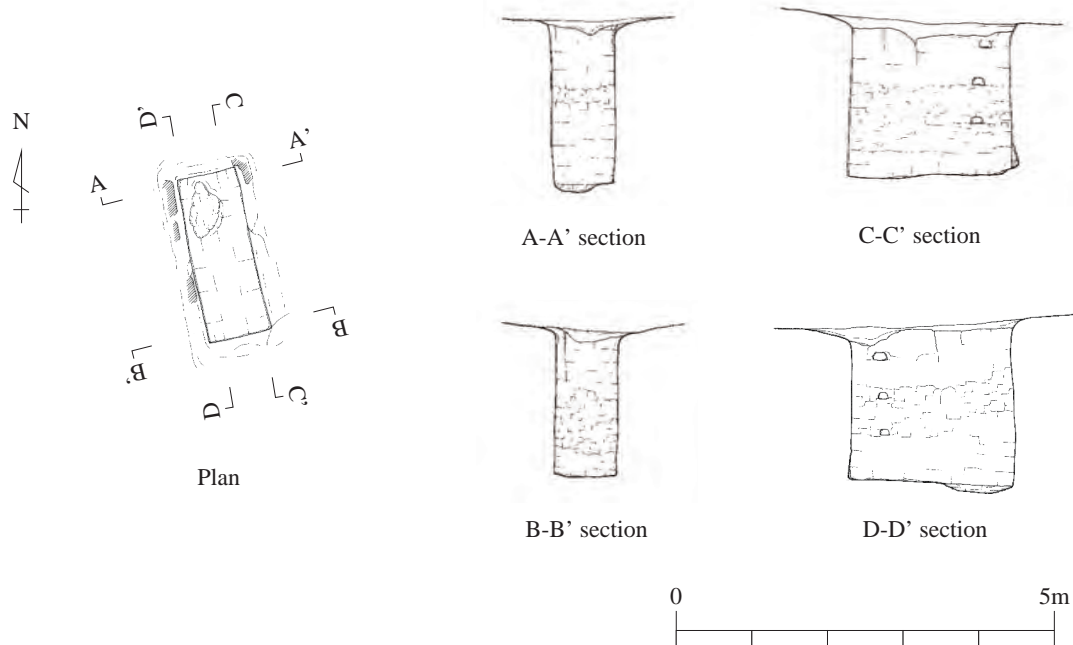 N
D’
C
A
A’
B’
B
D
C’
Plan
A-A’ section
C-C’ section
B-B’ section
D-D’ section
0
5m